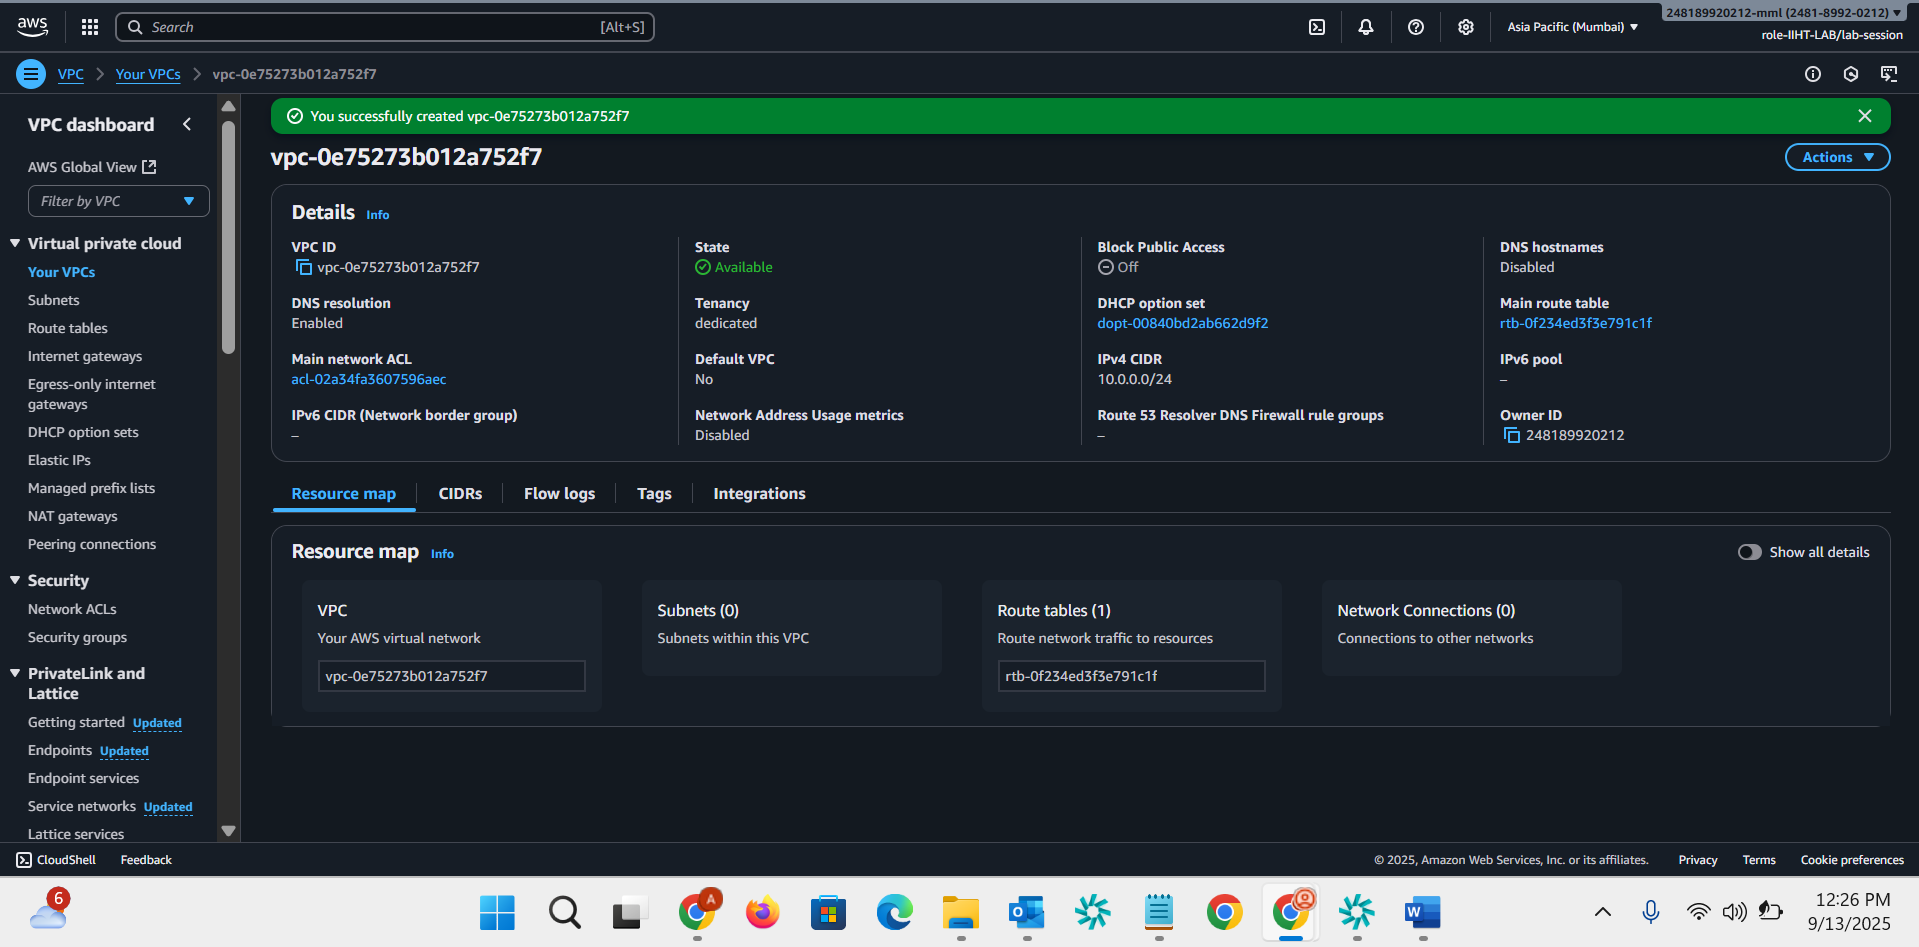 aws
Search [Alt+S]
Asia Pacific (Mumbai)
248189920212-mml (2481-8992-0212)
role-IIHT-LAB/lab-session
VPC
Your VPCs
vpc-0e75273b012a752f7
VPC dashboard
AWS Global View
Filter by VPC
Virtual private cloud
Your VPCs
Subnets
Route tables
Internet gateways
Egress-only internet
gateways
DHCP option sets
Elastic IPs
Managed prefix lists
NAT gateways
Peering connections
Security
Network ACLs
Security groups
PrivateLink and
Lattice
Getting started Updated
Endpoints Updated
Endpoint services
Service networks Updated
Lattice services
You successfully created vpc-0e75273b012a752f7
vpc-0e75273b012a752f7
Actions
Details Info
VPC ID
vpc-0e75273b012a752f7
State
Available
Block Public Access
Off
DNS hostnames
Disabled
DNS resolution
Enabled
Tenancy
dedicated
DHCP option set
dopt-00840bd2ab662d9f2
Main route table
rtb-0f234ed3f3e791c1f
Main network ACL
acl-02a34fa3607596aec
Default VPC
No
IPv4 CIDR
10.0.0.0/24
IPv6 pool
–
IPv6 CIDR (Network border group)
–
Network Address Usage metrics
Disabled
Route 53 Resolver DNS Firewall rule groups
–
Owner ID
248189920212
Resource map
CIDRs
Flow logs
Tags
Integrations
Resource map Info
Show all details
VPC
Your AWS virtual network
vpc-0e75273b012a752f7
Subnets (0)
Subnets within this VPC
Route tables (1)
Route network traffic to resources
rtb-0f234ed3f3e791c1f
Network Connections (0)
Connections to other networks
CloudShell
Feedback
© 2025, Amazon Web Services, Inc. or its affiliates.
Privacy
Terms
Cookie preferences
6
A
O
W
12:26 PM
9/13/2025